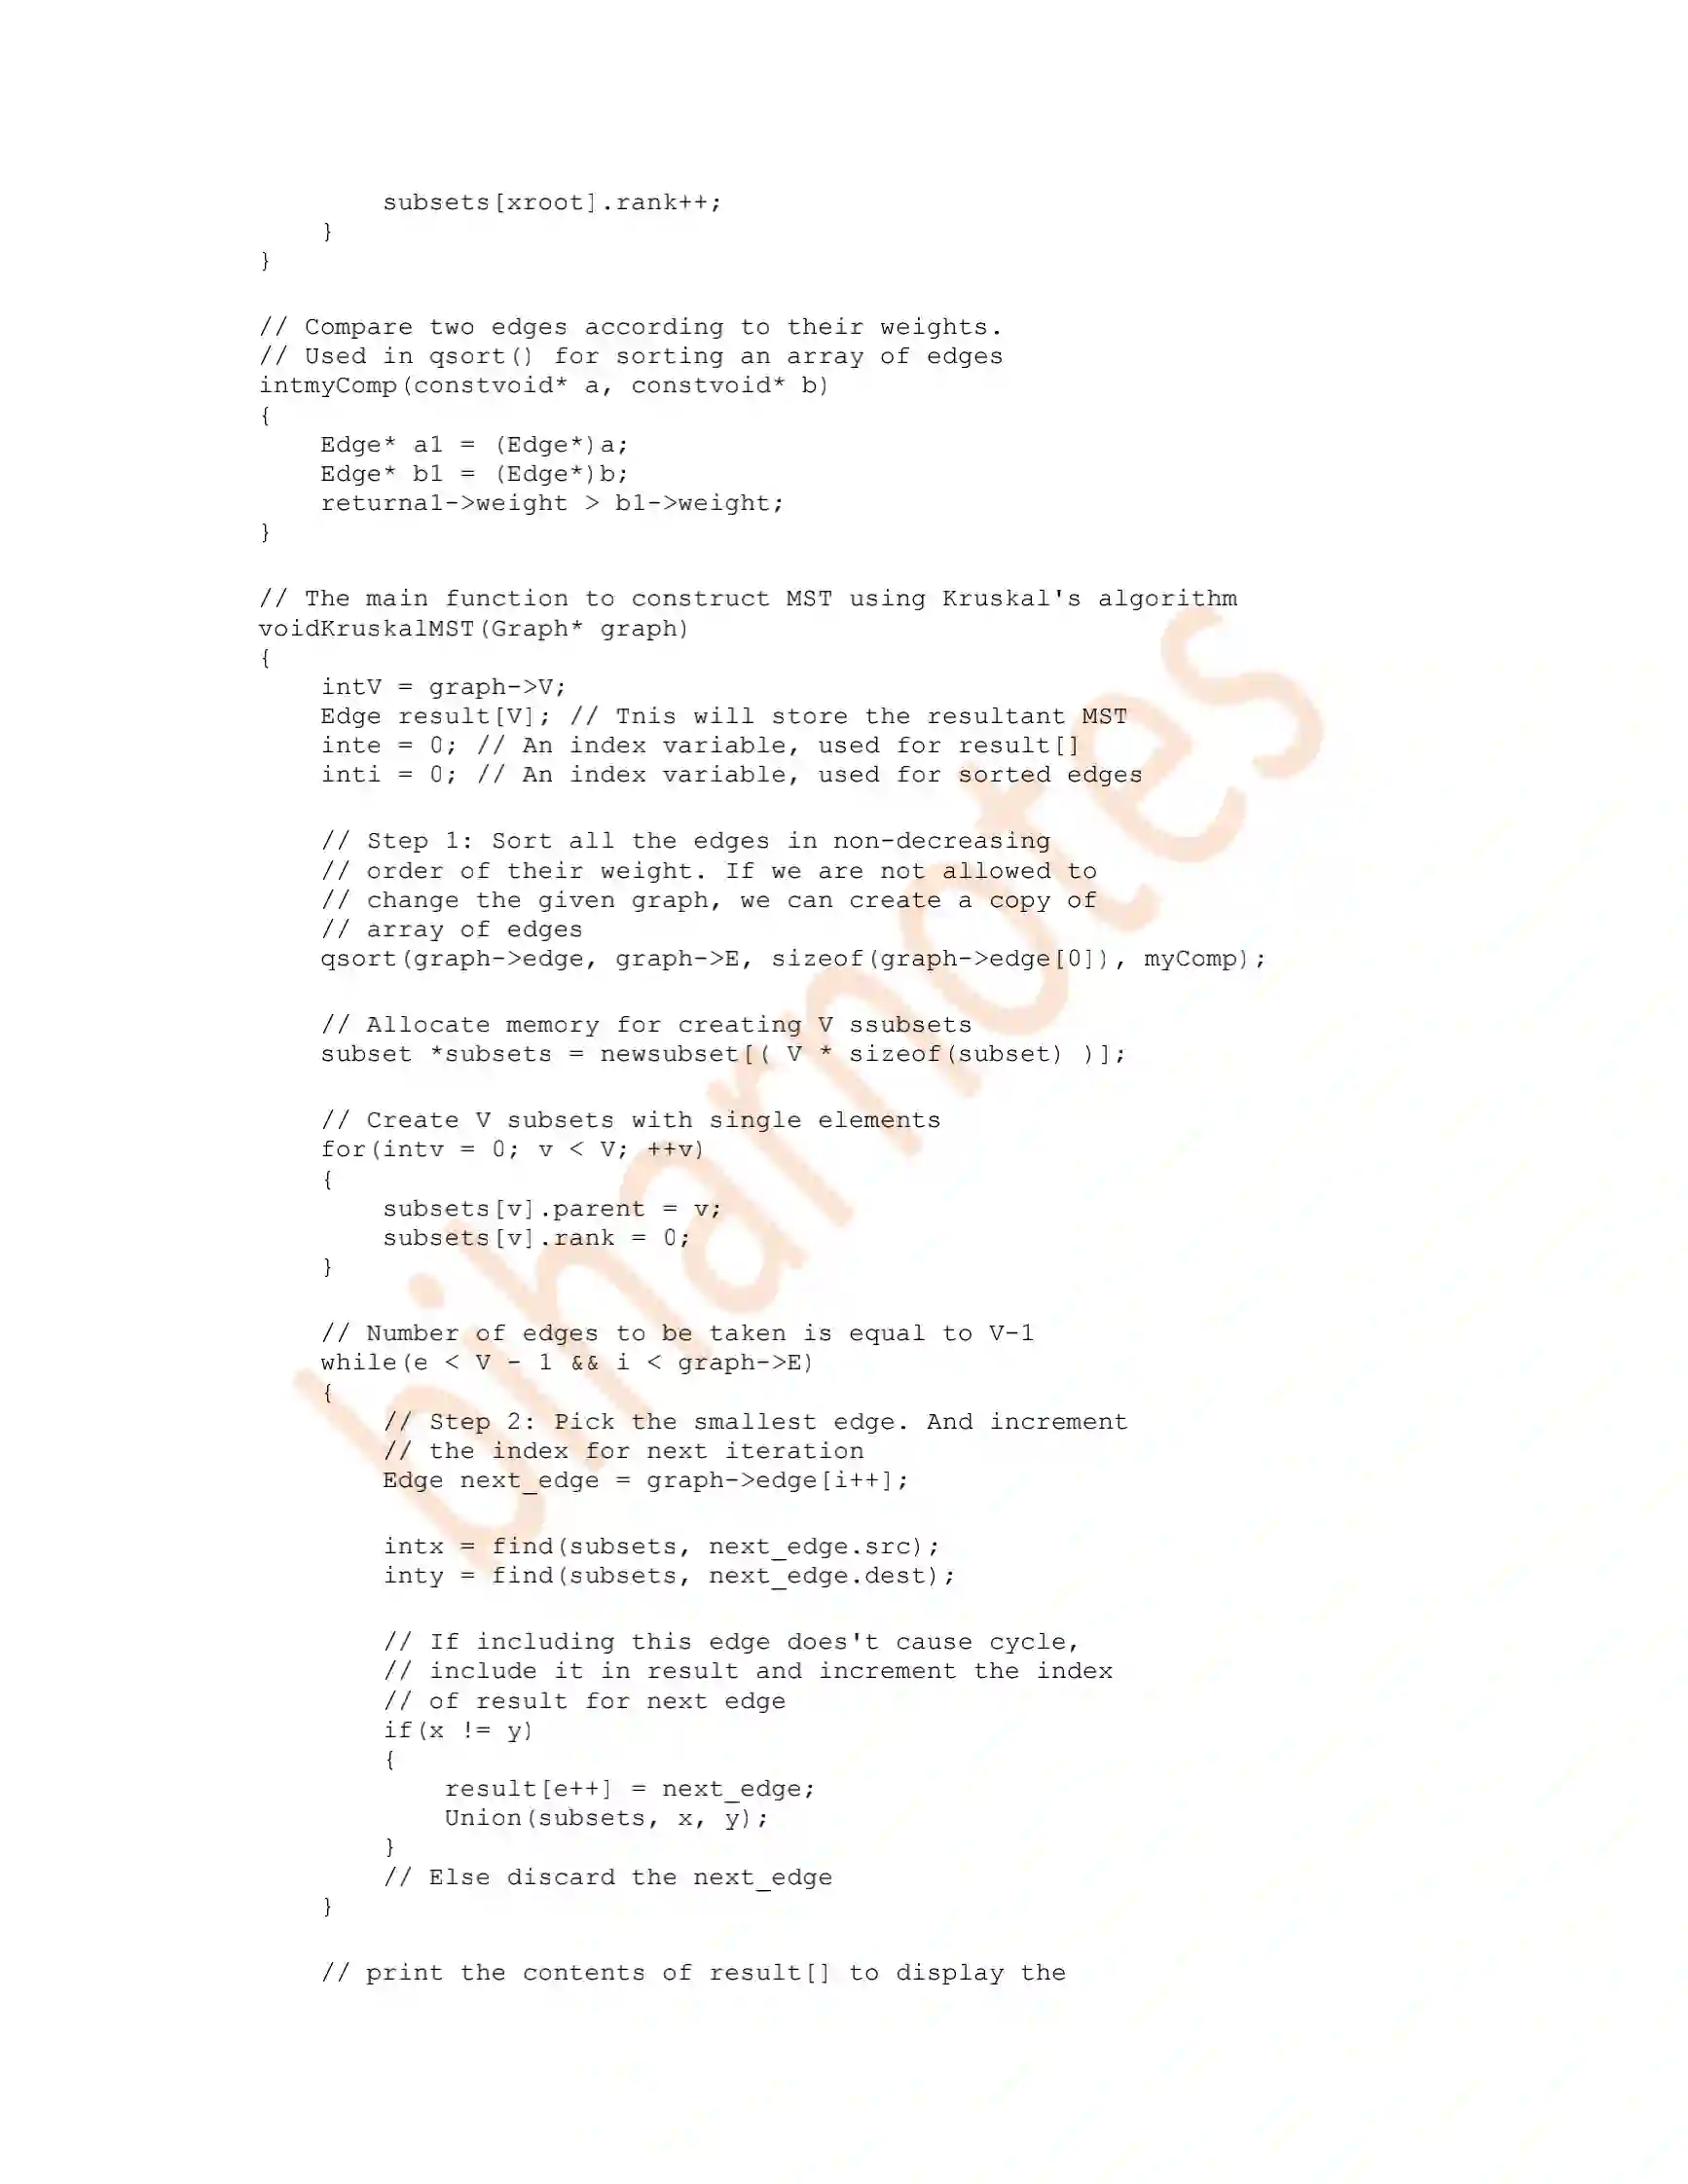 subsets[xroot].rank++;
    }
}
// Compare two edges according to their weights.
// Used in qsort() for sorting an array of edges
intmyComp(constvoid* a, constvoid* b)
{
    Edge* a1 = (Edge*)a;
    Edge* b1 = (Edge*)b;
    returna1->weight > b1->weight;
}
// The main function to construct MST using Kruskal's algorithm
voidKruskalMST(Graph* graph)
{
    intV = graph->V;
    Edge result[V]; // Tnis will store the resultant MST
    inte = 0; // An index variable, used for result[]
    inti = 0; // An index variable, used for sorted edges
    // Step 1: Sort all the edges in non-decreasing
    // order of their weight. If we are not allowed to
    // change the given graph, we can create a copy of
    // array of edges
    qsort(graph->edge, graph->E, sizeof(graph->edge[0]), myComp);
    // Allocate memory for creating V ssubsets
    subset *subsets = newsubset[( V * sizeof(subset) )];
    // Create V subsets with single elements
    for(intv = 0; v < V; ++v)
    {
        subsets[v].parent = v;
        subsets[v].rank = 0;
    }
    // Number of edges to be taken is equal to V-1
    while(e < V - 1 && i < graph->E)
    {
        // Step 2: Pick the smallest edge. And increment
        // the index for next iteration
        Edge next_edge = graph->edge[i++];
        intx = find(subsets, next_edge.src);
        inty = find(subsets, next_edge.dest);
        // If including this edge does't cause cycle,
        // include it in result and increment the index
        // of result for next edge
        if(x != y)
        {
            result[e++] = next_edge;
            Union(subsets, x, y);
        }
        // Else discard the next_edge
    }
    // print the contents of result[] to display the
biharnotes